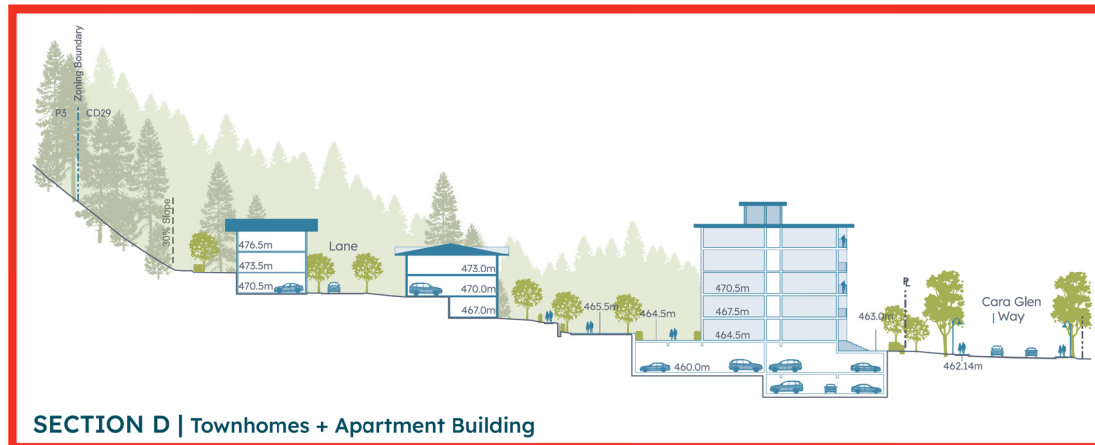 Zoning Boundary
P3
CD29
30% Slope
476.5m
473.5m
470.5m
Lane
473.0m
470.0m
467.0m
465.5m
464.5m
470.5m
467.5m
464.5m
460.0m
463.0m
PL
Cara Glen
Way
462.14m
SECTION D | Townhomes + Apartment Building